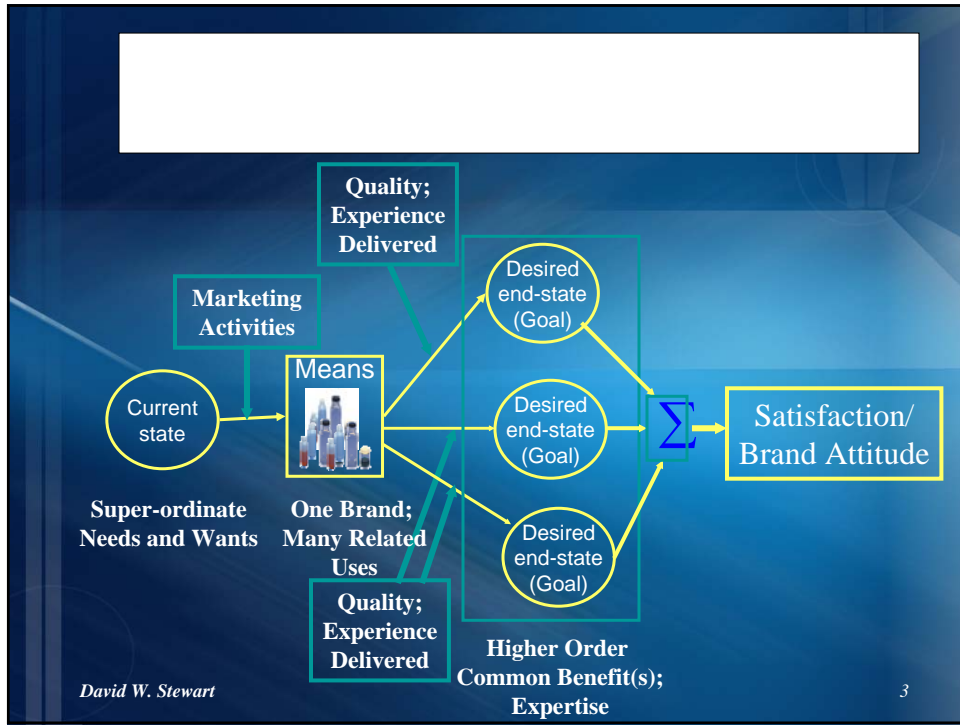 Quality;
Experience
Delivered
Marketing
Activities
Desired
end-state
(Goal)
Means
Current
state
Desired
end-state
(Goal)
Σ
Satisfaction/
Brand Attitude
Super-ordinate
Needs and Wants
One Brand;
Many Related
Uses
Desired
end-state
(Goal)
Quality;
Experience
Delivered
Higher Order
Common Benefit(s);
Expertise
David W. Stewart
3